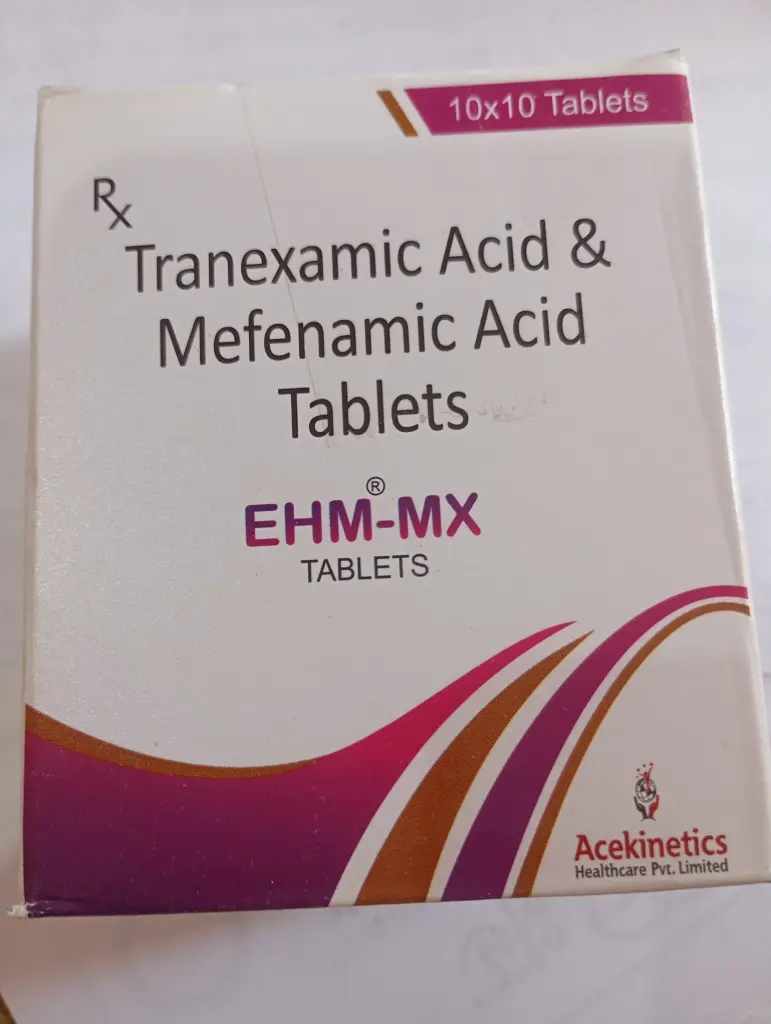 10x10 Tablets
Rx
Tranexamic Acid &
Mefenamic Acid
Tablets
®
EHM-MX
TABLETS
Acekinetics
Healthcare Pvt. Limited